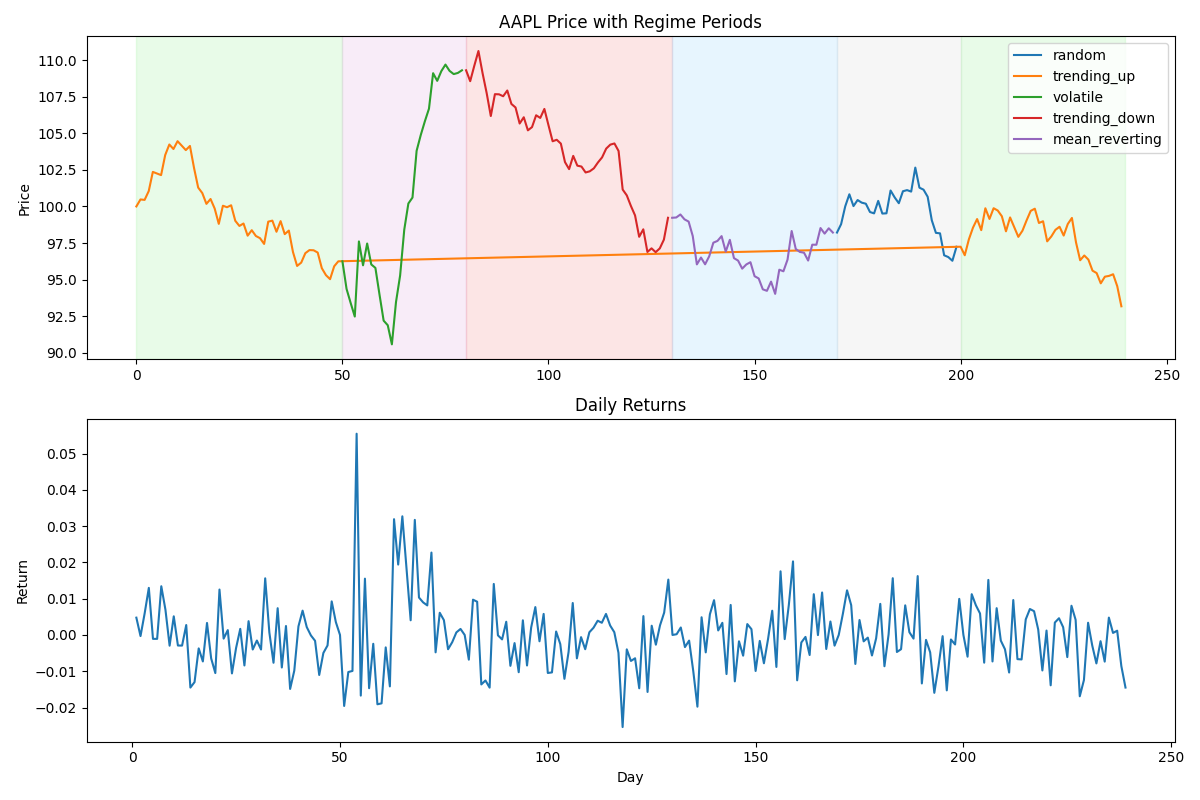 AAPL Price with Regime Periods
Price
110.0
107.5
105.0
102.5
100.0
97.5
95.0
92.5
90.0
random
trending_up
volatile
trending_down
mean_reverting
0
50
100
150
200
250
Daily Returns
Return
0.05
0.04
0.03
0.02
0.01
0.00
−0.01
−0.02
0
50
100
150
200
250
Day